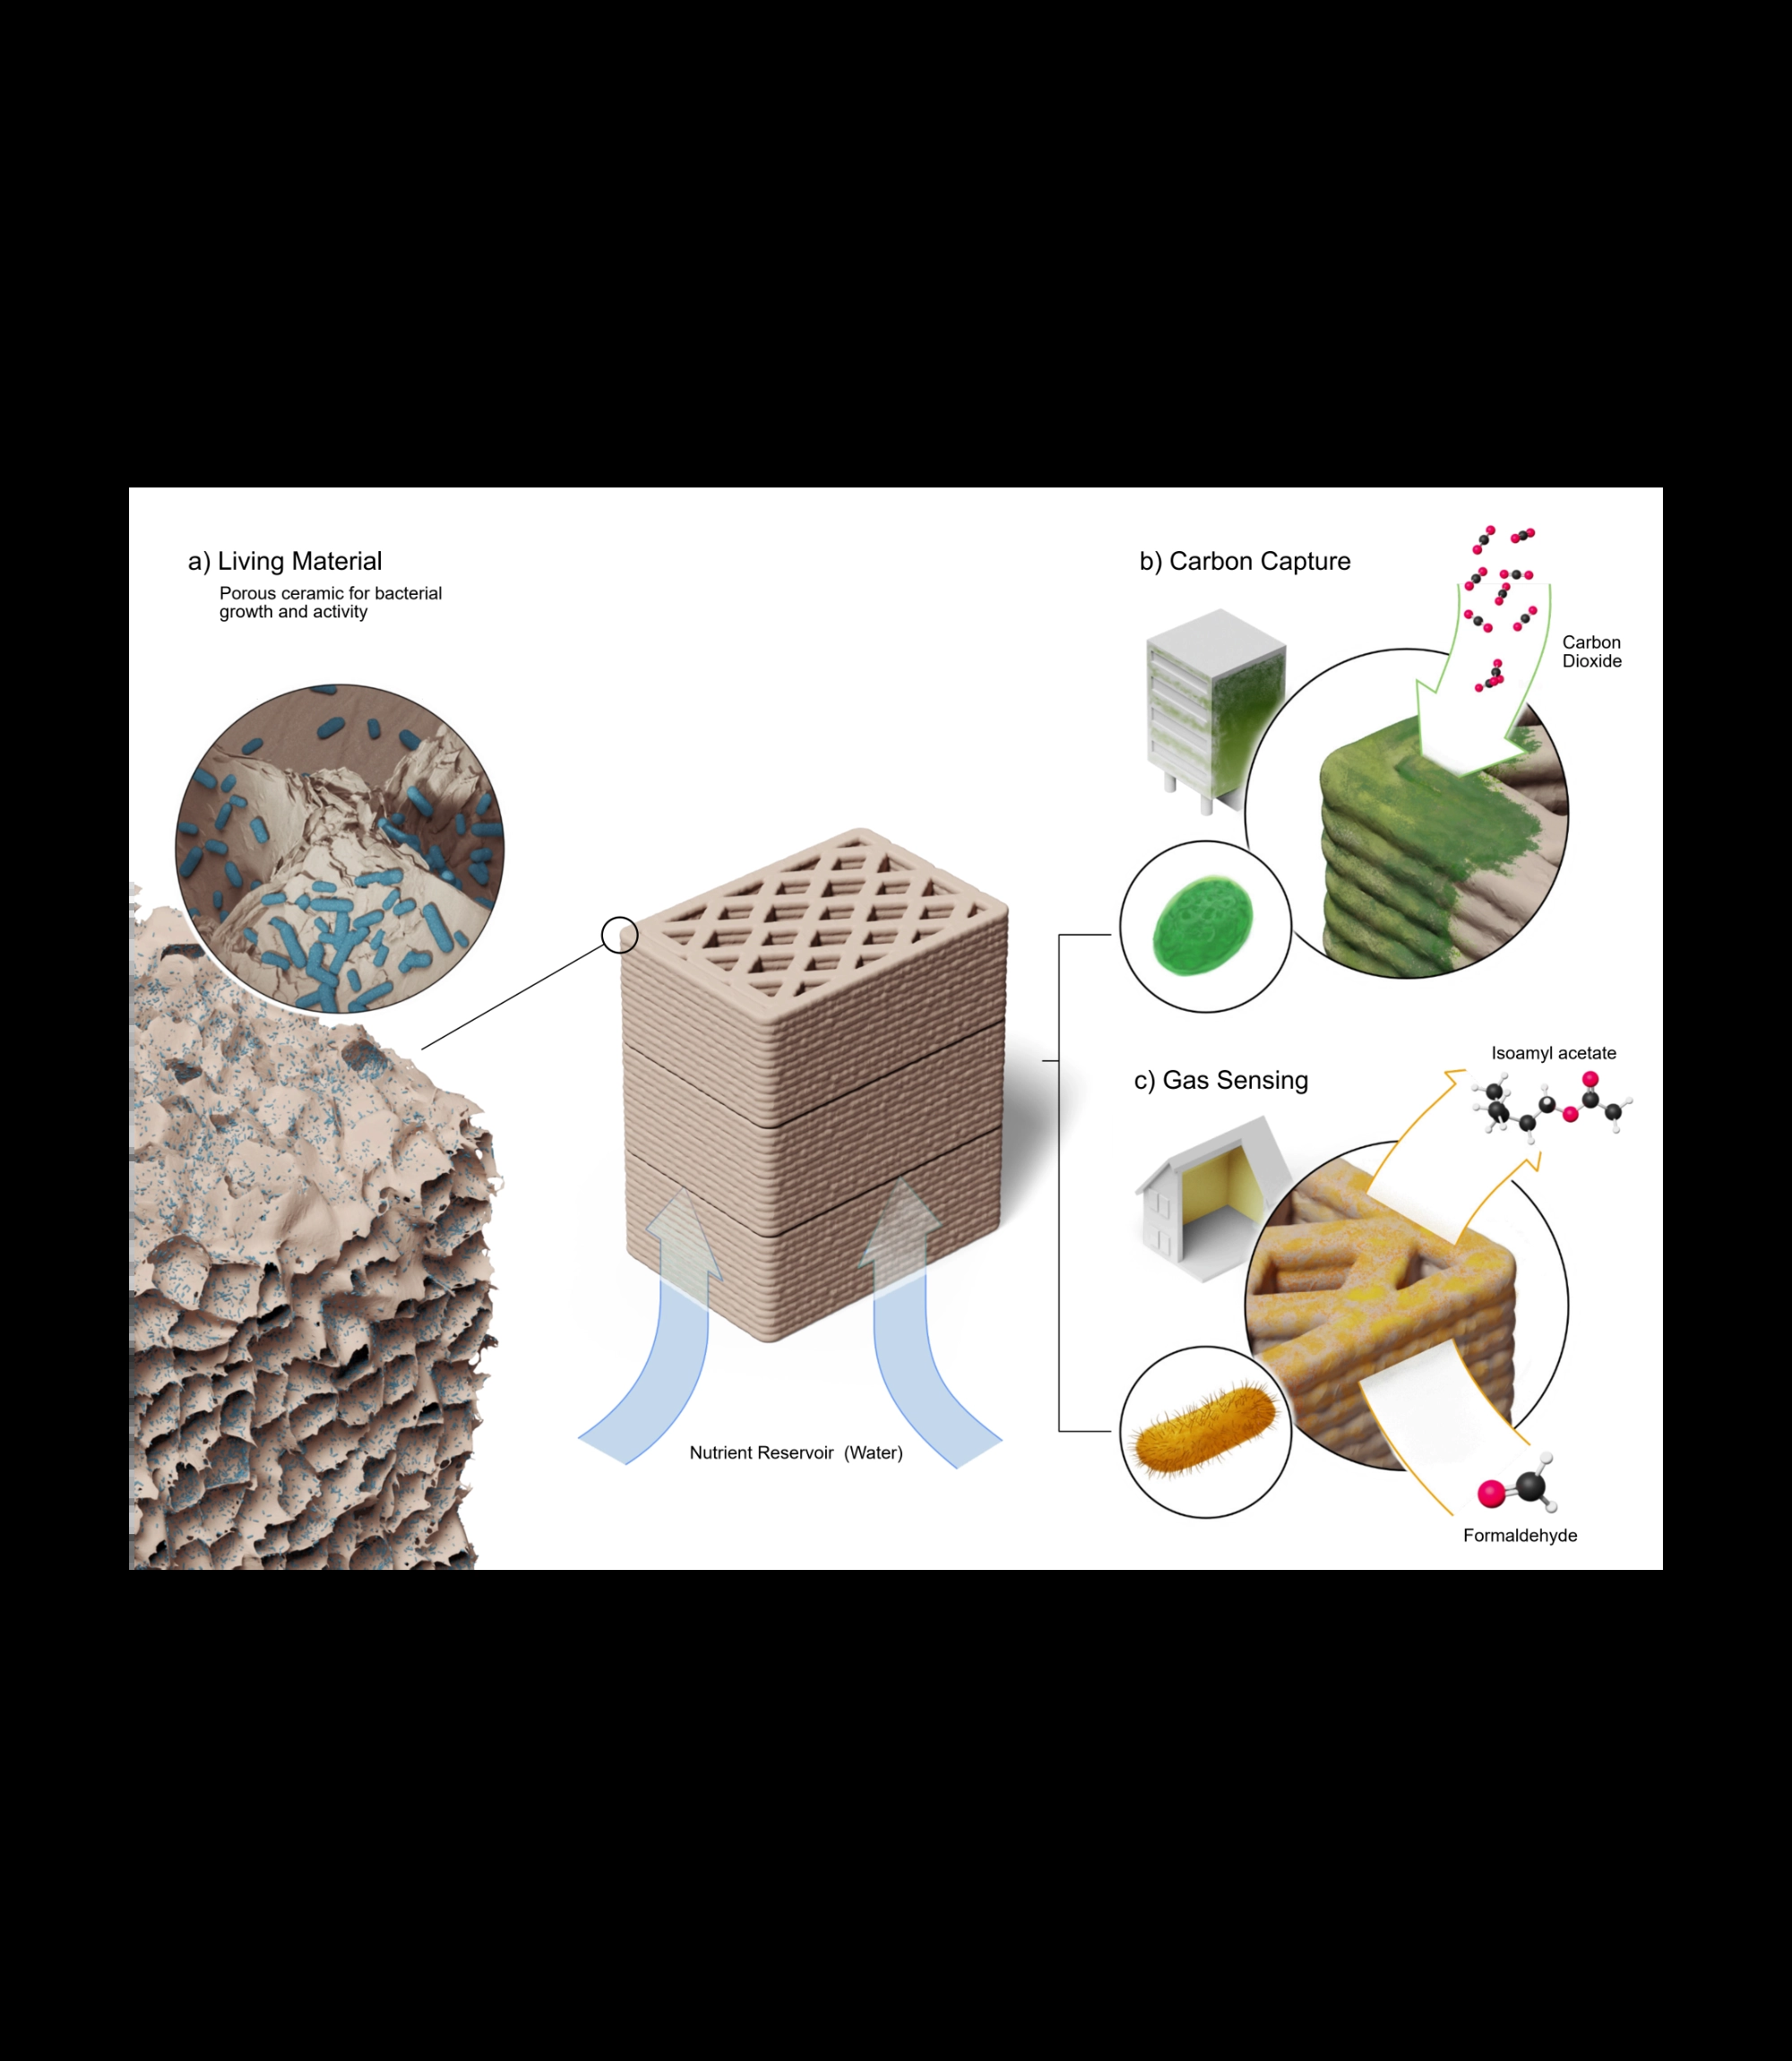 a) Living Material
Porous ceramic for bacterial
growth and activity
Nutrient Reservoir (Water)
b) Carbon Capture
Carbon
Dioxide
c) Gas Sensing
Isoamyl acetate
Formaldehyde